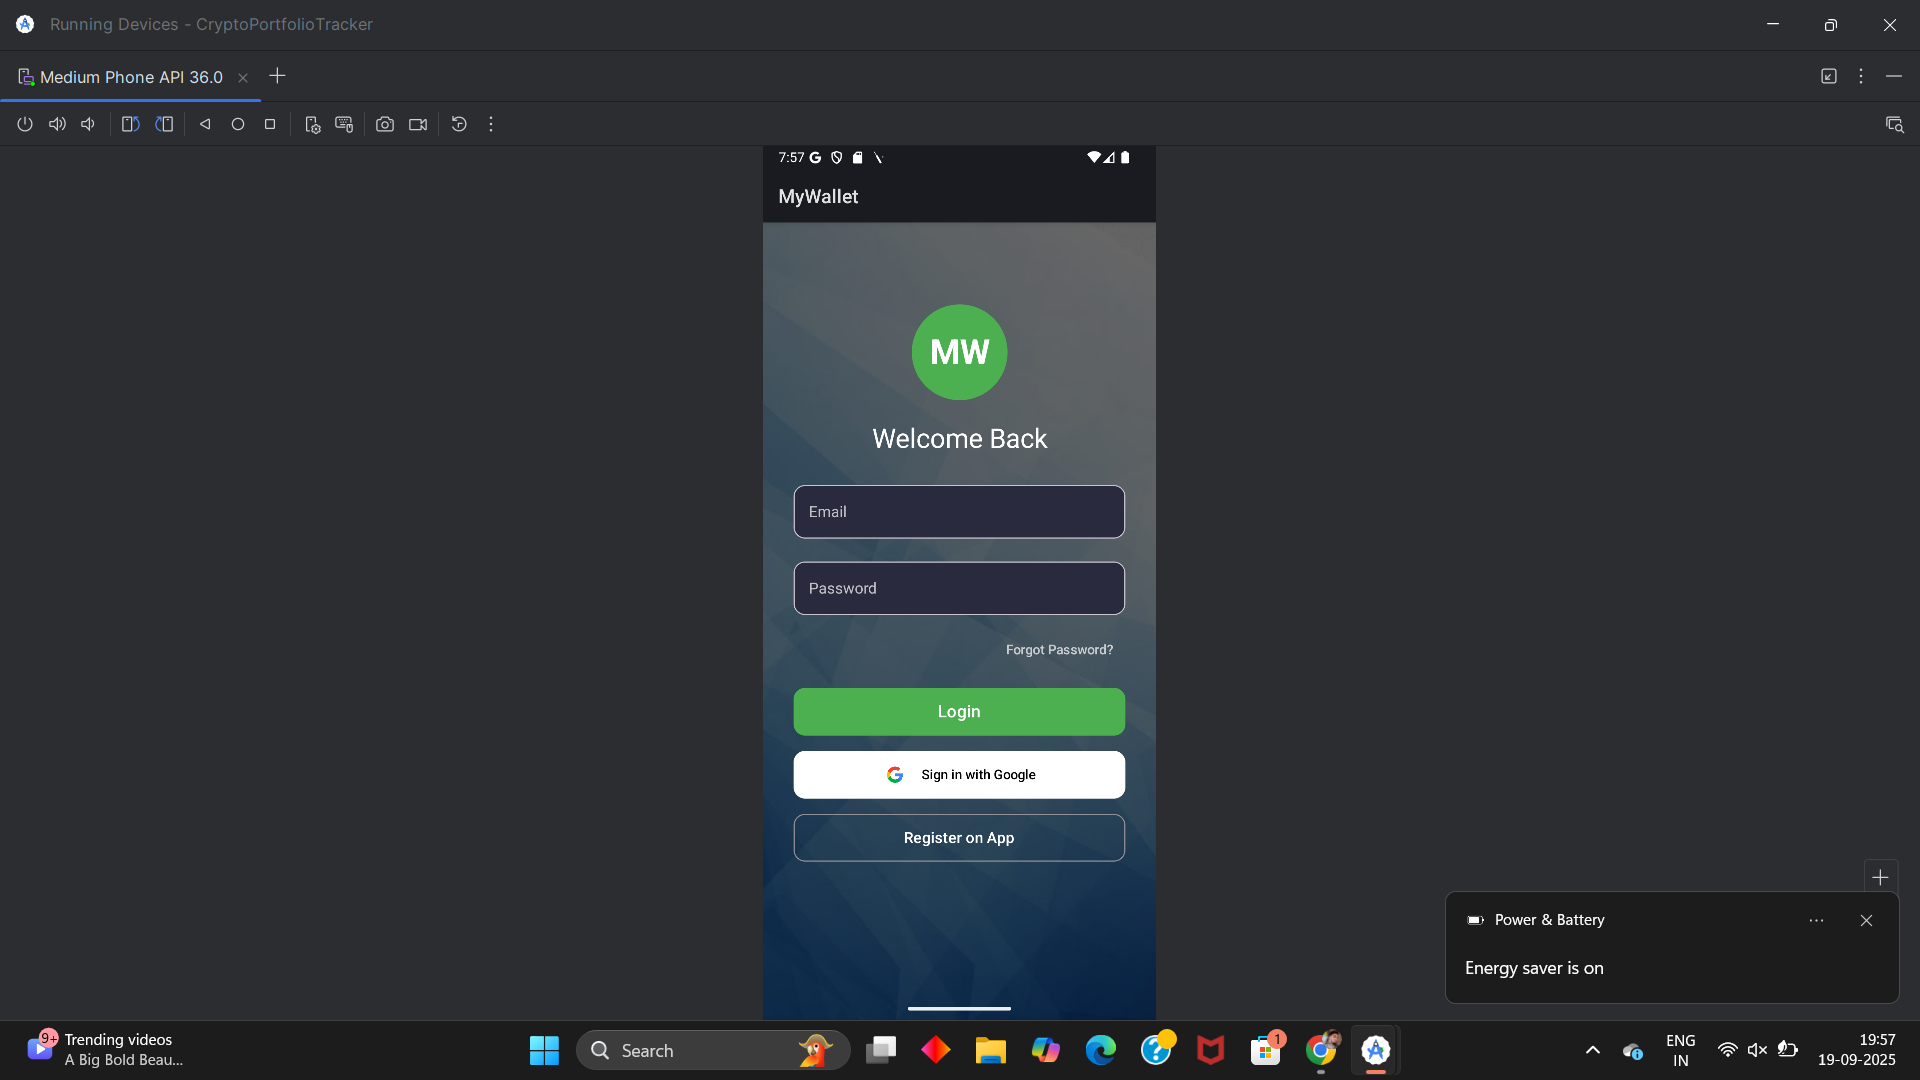 Running Devices - CryptoPortfolioTracker
Medium Phone API 36.0
7:57
MyWallet
MW
Welcome Back
Email
Password
Forgot Password?
Login
Sign in with Google
Register on App
Power & Battery
Energy saver is on
9+
Trending videos
A Big Bold Beau...
Search
1
ENG
IN
19:57
19-09-2025